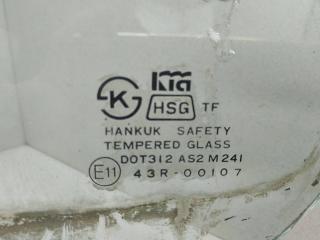 KIA
K HSG TF
HANKUK SAFETY
TEMPERED GLASS
DOT312 AS2 M241
E11 43R-00107